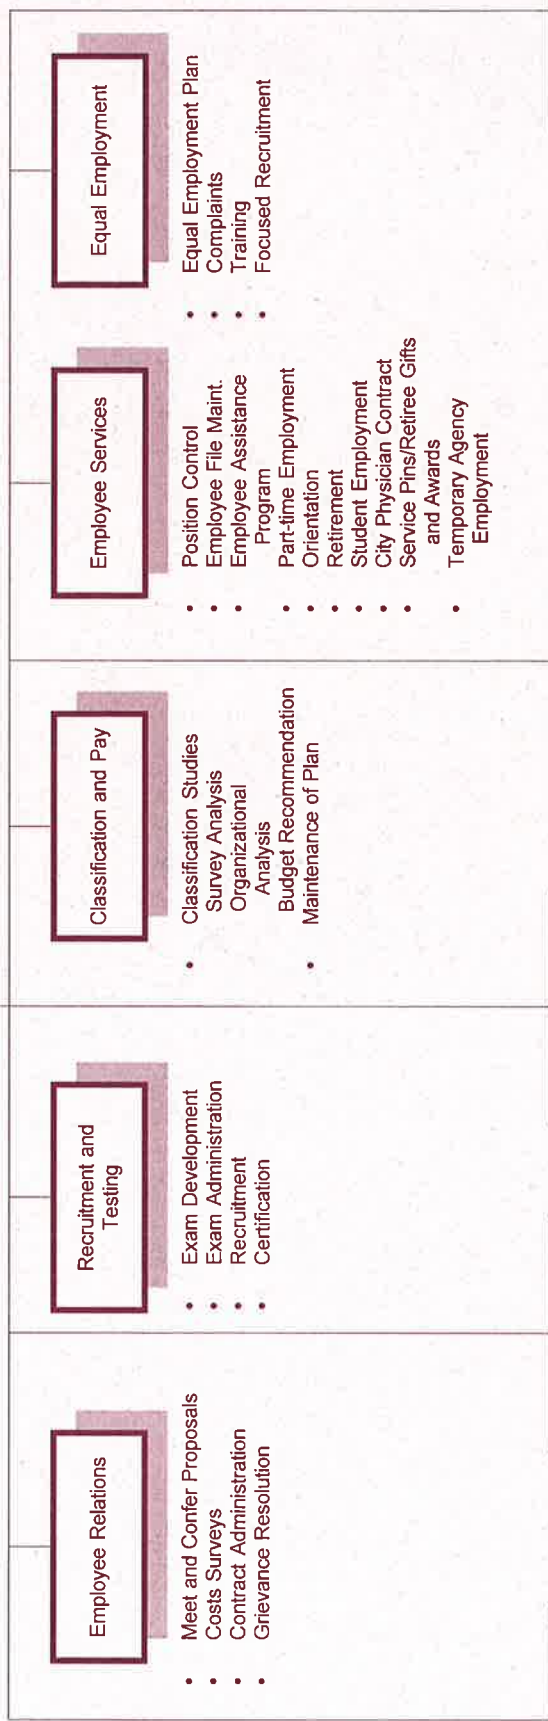 Employee Relations
• Meet and Confer Proposals
• Costs Surveys
• Contract Administration
• Grievance Resolution
Recruitment and
Testing
• Exam Development
• Exam Administration
• Recruitment
• Certification
Classification and Pay
• Classification Studies
Survey Analysis
Organizational
Analysis
Budget Recommendation
• Maintenance of Plan
Employee Services
• Position Control
• Employee File Maint.
• Employee Assistance
Program
• Part-time Employment
• Orientation
• Retirement
• Student Employment
• City Physician Contract
• Service Pins/Retiree Gifts
and Awards
• Temporary Agency
Employment
Equal Employment
• Equal Employment Plan
• Complaints
• Training
• Focused Recruitment